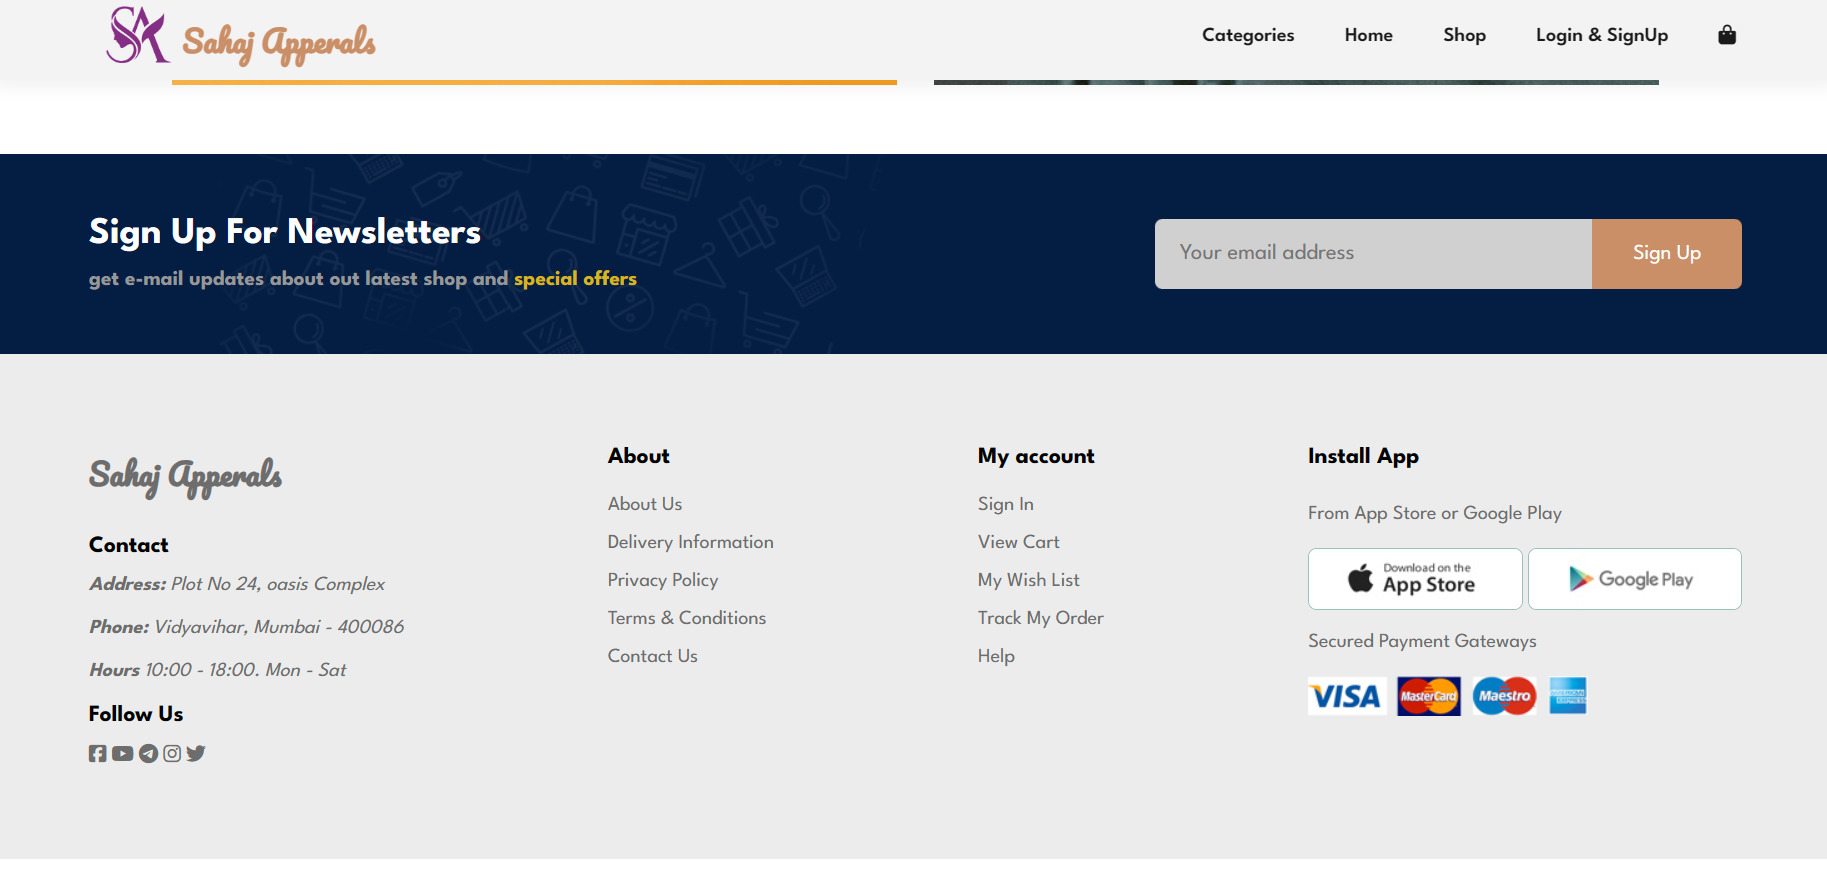 SA
Sahaj Apperals
Categories
Home
Shop
Login & SignUp
Sign Up For Newsletters
get e-mail updates about out latest shop and special offers
Your email address
Sign Up
Sahaj Apperals
Contact
Address: Plot No 24, oasis Complex
Phone: Vidyavihar, Mumbai - 400086
Hours 10:00 - 18:00. Mon - Sat
Follow Us
About
About Us
Delivery Information
Privacy Policy
Terms & Conditions
Contact Us
My account
Sign In
View Cart
My Wish List
Track My Order
Help
Install App
From App Store or Google Play
Download on the
App Store
Google Play
Secured Payment Gateways
VISA
MasterCard
Maestro
AMERICAN
EXPRESS